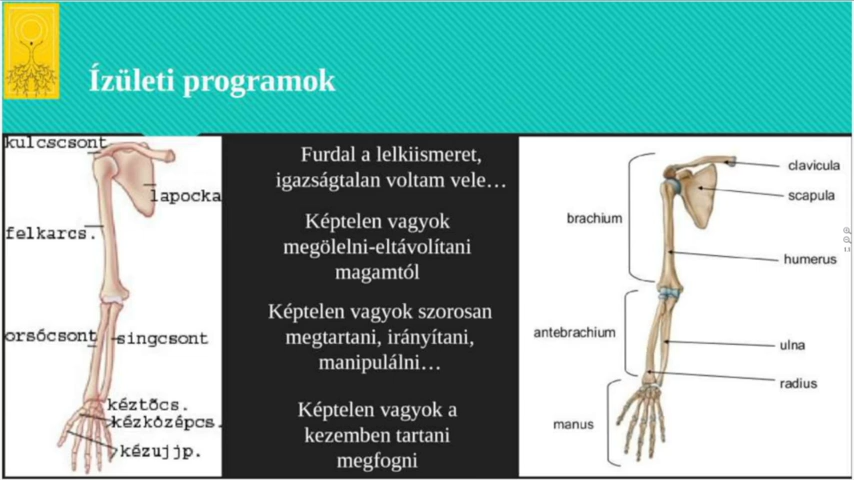 Ízületi programok
kulcscsont
lapocka
felkarcs.
orsócsont
singcsont
kéztőcs.
kézközépcs.
kézujjp.
Furdal a lelkiismeret,
igazságtalan voltam vele…
Képtelen vagyok
megölelni-eltávolítani
magamtól
Képtelen vagyok szorosan
megtartani, irányítani,
manipulálni…
Képtelen vagyok a
kezemben tartani
megfogni
clavicula
scapula
brachium
humerus
antebrachium
ulna
radius
manus